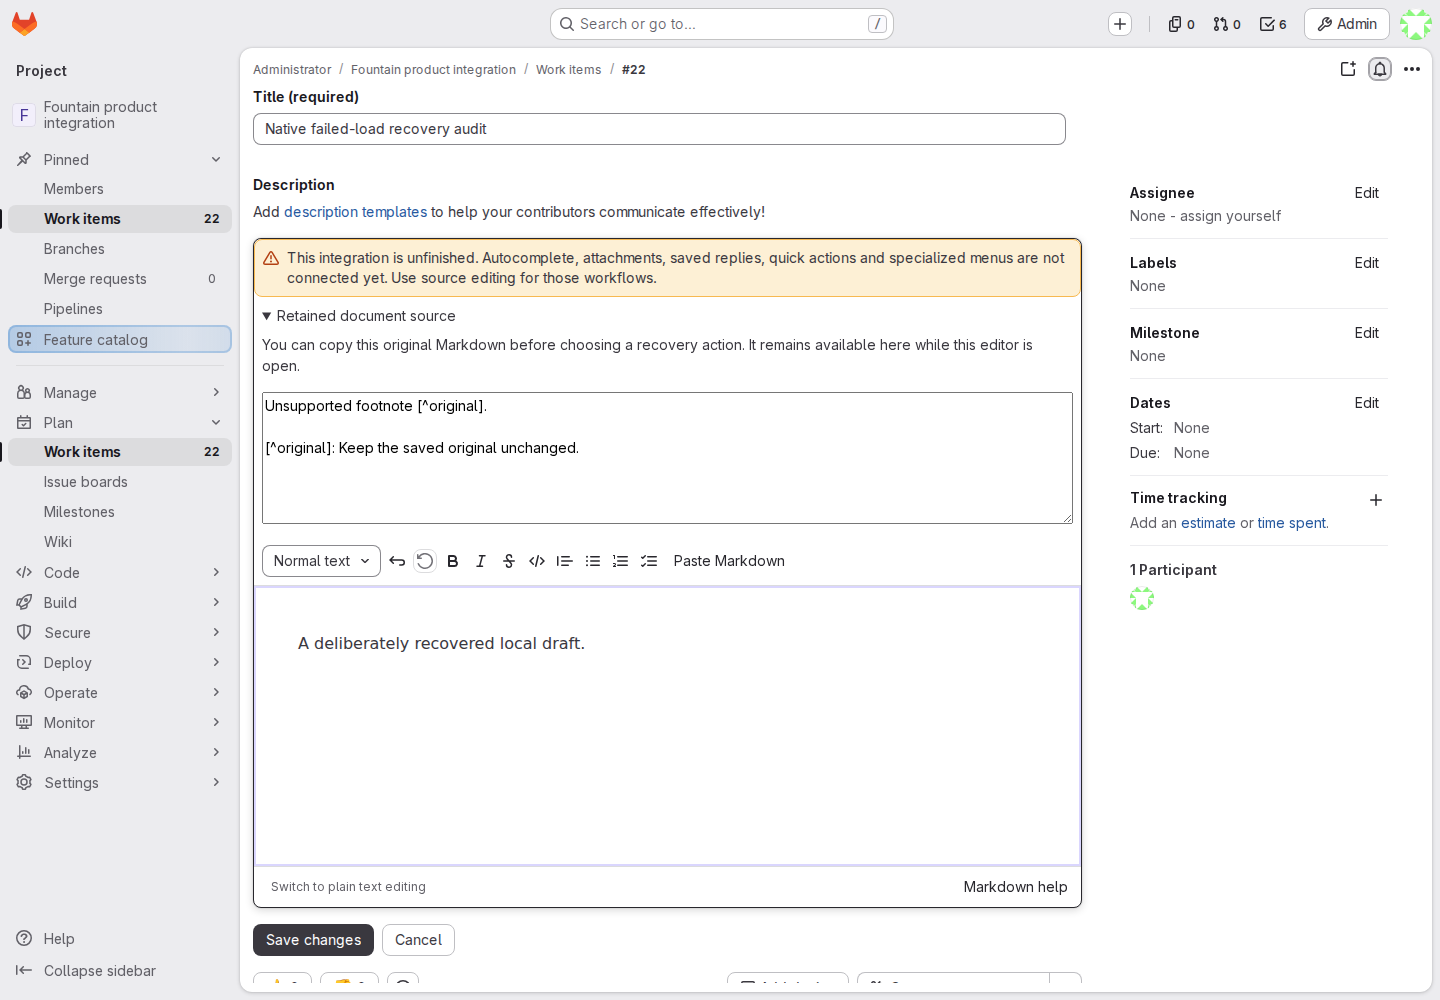 Search or go to...
/
0
0
6
Admin
Project
F
Fountain product integration
Pinned
Members
Work items 22
Branches
Merge requests 0
Pipelines
Feature catalog
Manage
Plan
Work items 22
Issue boards
Milestones
Wiki
Code
Build
Secure
Deploy
Operate
Monitor
Analyze
Settings
Help
Collapse sidebar
Administrator / Fountain product integration / Work items / #22
Title (required)
Native failed-load recovery audit
Description
Add description templates to help your contributors communicate effectively!
This integration is unfinished. Autocomplete, attachments, saved replies, quick actions and specialized menus are not
connected yet. Use source editing for those workflows.
Retained document source
You can copy this original Markdown before choosing a recovery action. It remains available here while this editor is
open.
Unsupported footnote [^original].
[^original]: Keep the saved original unchanged.
Normal text
Paste Markdown
A deliberately recovered local draft.
Switch to plain text editing
Markdown help
Save changes
Cancel
Assignee Edit
None - assign yourself
Labels Edit
None
Milestone Edit
None
Dates Edit
Start: None
Due: None
Time tracking
Add an estimate or time spent.
1 Participant